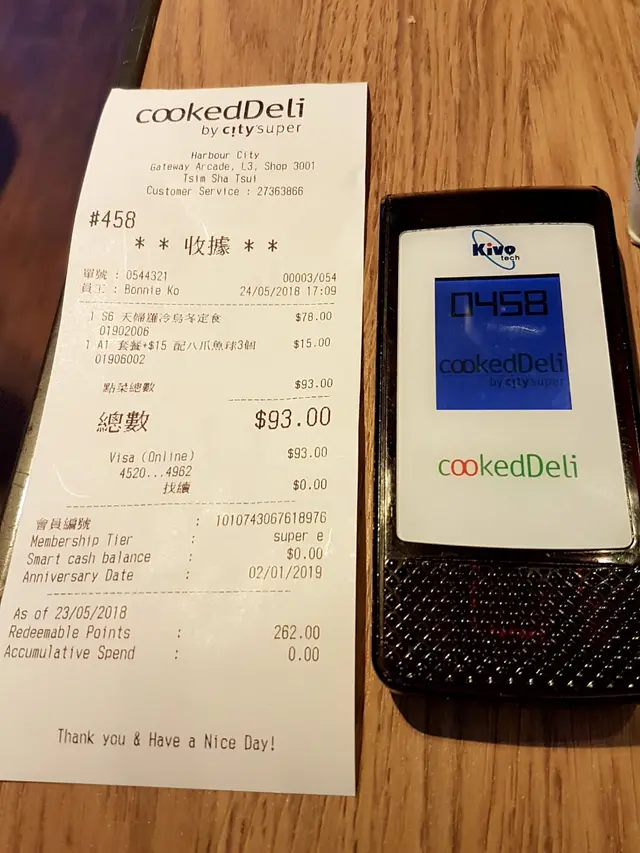 cookedDeli
by city'super
Harbour City
Gateway Arcade, L3, Shop 3001
Tsim Sha Tsui
Customer Service : 27363866
#458
* * 收據 * *
單號 : 0544321 00003/054
員工 : Bonnie Ko 24/05/2018 17:09
1 S6 天婦羅冷烏冬定食 $78.00
01902006
1 A1 套餐+$15 配八爪魚球3個 $15.00
01906002
點菜總數 $93.00
總數 $93.00
Visa (Online) $93.00
4520...4962
找續 $0.00
會員編號 : 1010743067618976
Membership Tier : super e
Smart cash balance : $0.00
Anniversary Date : 02/01/2019
As of 23/05/2018
Redeemable Points : 262.00
Accumulative Spend : 0.00
Thank you & Have a Nice Day!
Kivo
tech
0458
cookedDeli
by city'super
cookedDeli